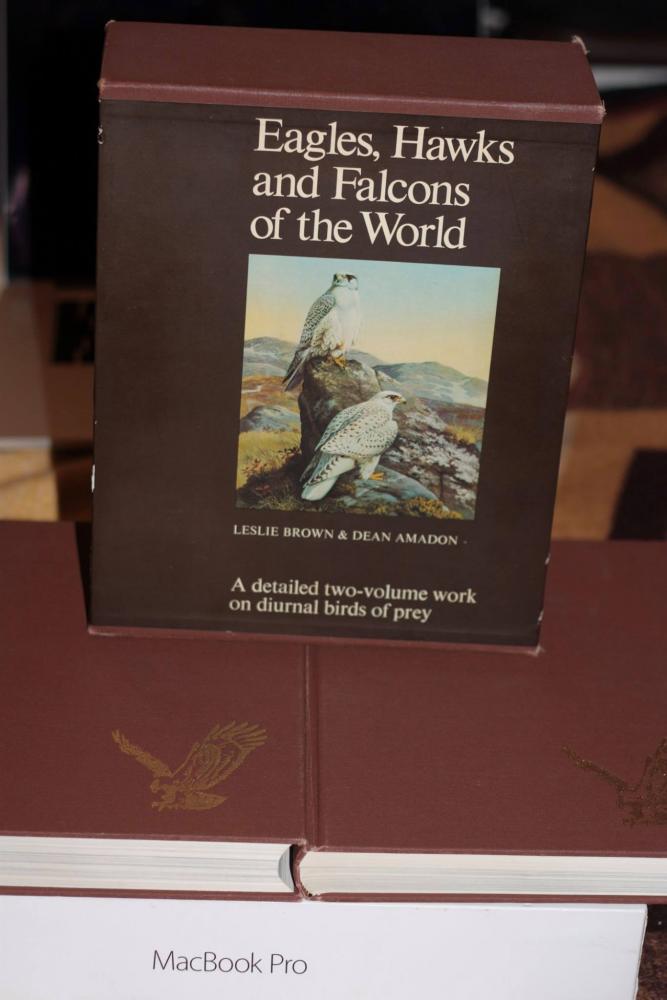 Eagles, Hawks
and Falcons
of the World
LESLIE BROWN & DEAN AMADON
A detailed two-volume work
on diurnal birds of prey
MacBook Pro